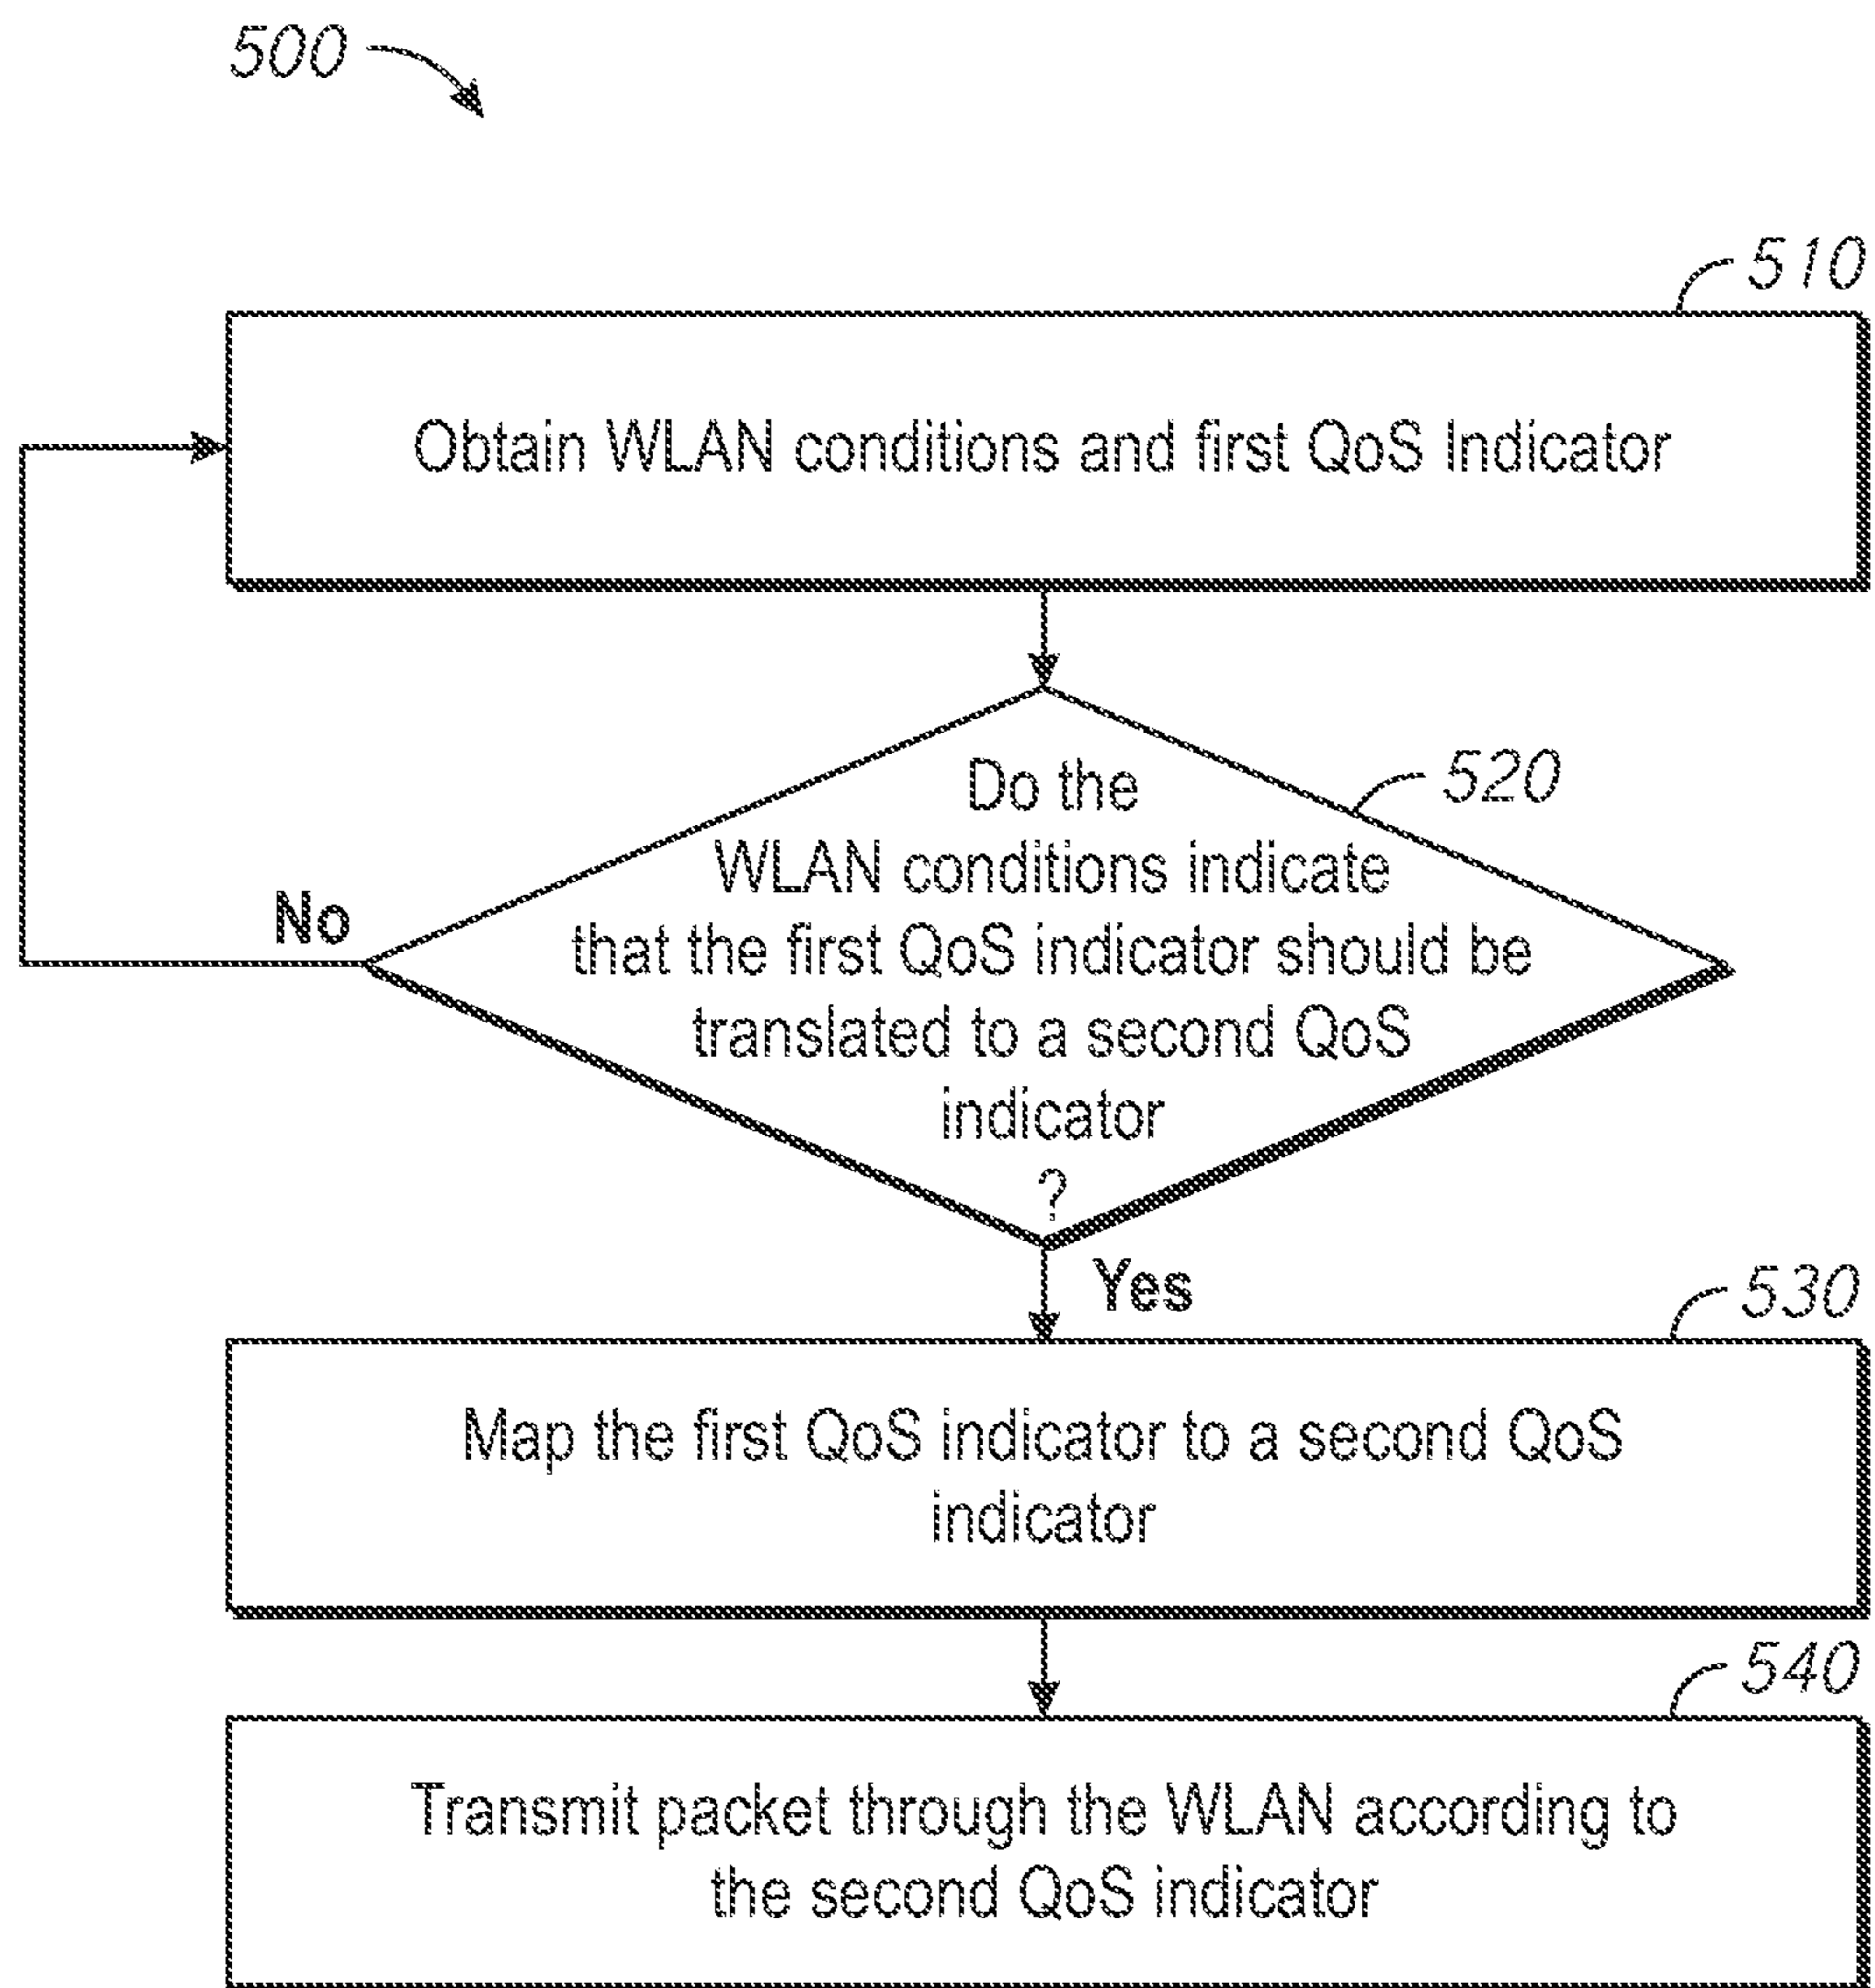 500
510
Obtain WLAN conditions and first QoS Indicator
520
Do the
WLAN conditions indicate
that the first QoS indicator should be
translated to a second QoS
indicator
?
No
Yes
530
Map the first QoS indicator to a second QoS
indicator
540
Transmit packet through the WLAN according to
the second QoS indicator